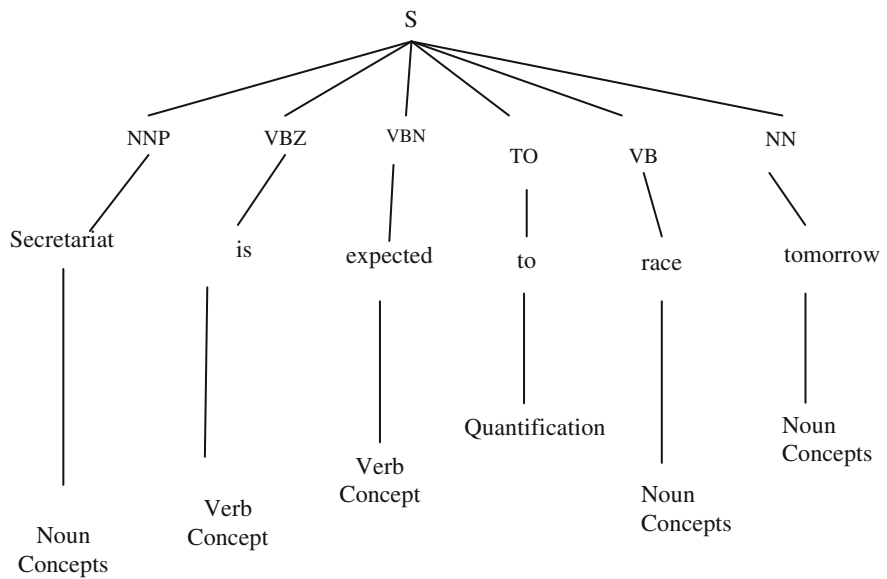 S
NNP VBZ VBN TO VB NN
Secretariat is expected to race tomorrow
Quantification
Noun
Concepts
Verb
Concept
Noun
Concepts
Verb
Concept
Noun
Concepts